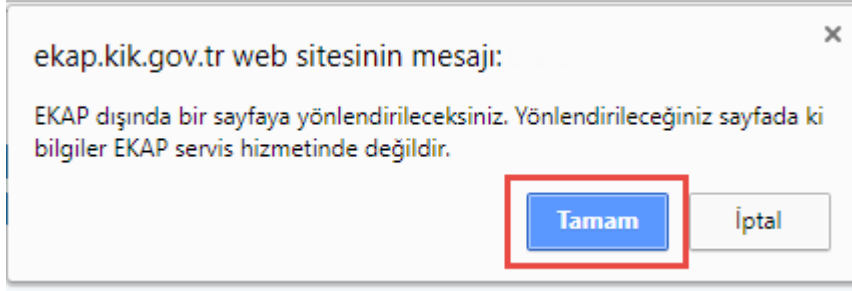 ekap.kik.gov.tr web sitesinin mesajı:
EKAP dışında bir sayfaya yönlendirileceksiniz. Yönlendirileceğiniz sayfada ki
bilgiler EKAP servis hizmetinde değildir.
Tamam İptal